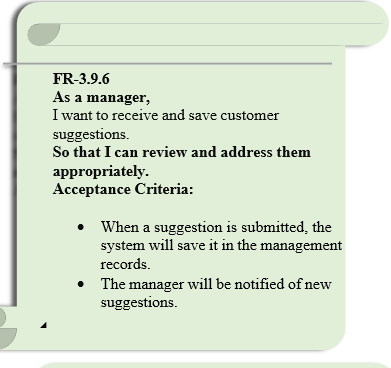 FR-3.9.6
As a manager,
I want to receive and save customer
suggestions.
So that I can review and address them
appropriately.
Acceptance Criteria:
• When a suggestion is submitted, the
system will save it in the management
records.
• The manager will be notified of new
suggestions.